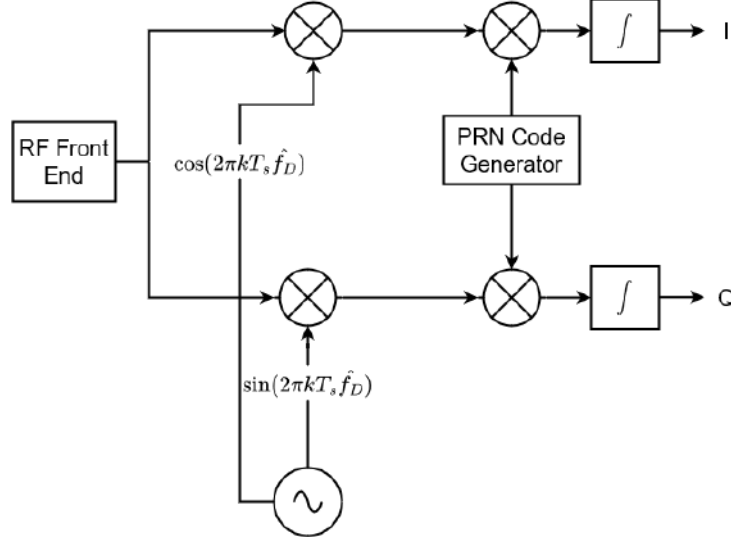 I
RF Front
End
cos(2πkT_s f̂_D)
PRN Code
Generator
∫
∫
Q
sin(2πkT_s f̂_D)